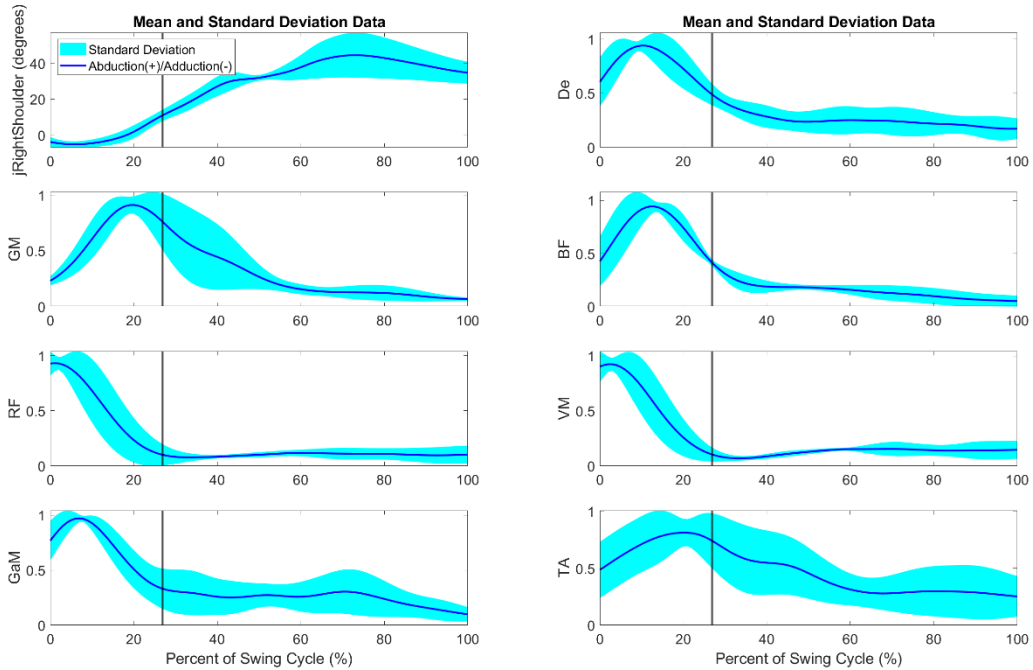 Mean and Standard Deviation Data
jRightShoulder (degrees)
40
20
0
Standard Deviation
Abduction(+)/Adduction(-)
0 20 40 60 80 100
Mean and Standard Deviation Data
De
1
0.5
0
0 20 40 60 80 100
GM
1
0.5
0
0 20 40 60 80 100
BF
1
0.5
0
0 20 40 60 80 100
RF
1
0.5
0
0 20 40 60 80 100
VM
1
0.5
0
0 20 40 60 80 100
GaM
1
0.5
0
0 20 40 60 80 100
Percent of Swing Cycle (%)
TA
1
0.5
0
0 20 40 60 80 100
Percent of Swing Cycle (%)